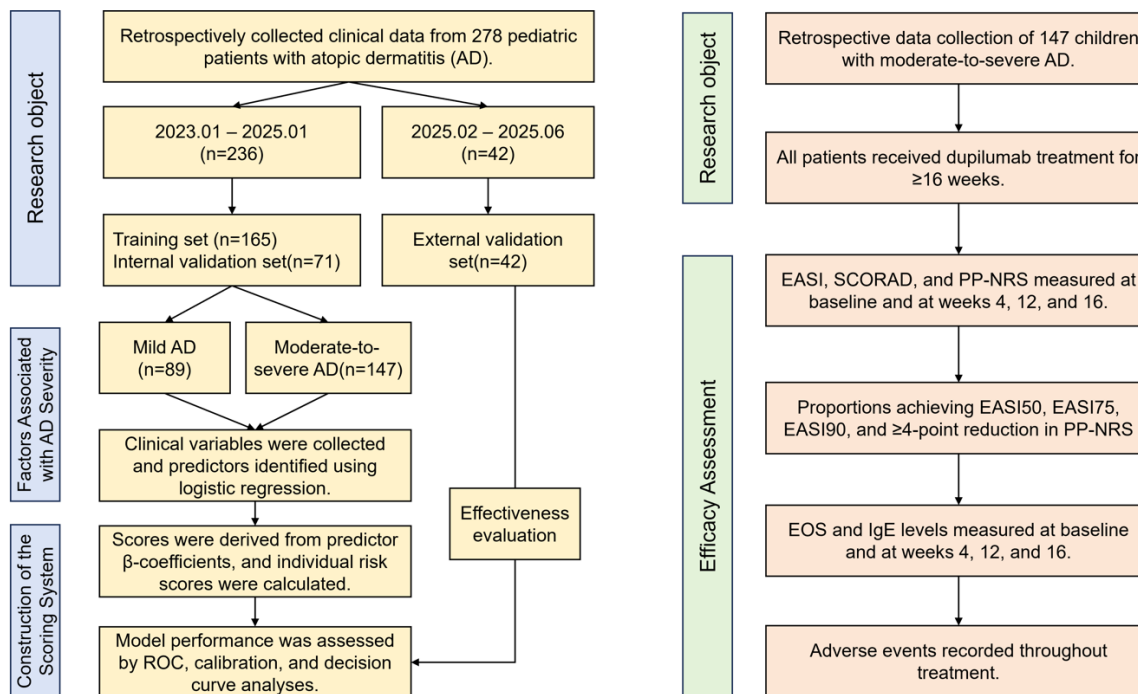 Research object
Retrospectively collected clinical data from 278 pediatric
patients with atopic dermatitis (AD).
2023.01 – 2025.01
(n=236)
2025.02 – 2025.06
(n=42)
Training set (n=165)
Internal validation set(n=71)
External validation
set(n=42)
Factors Associated
with AD Severity
Mild AD
(n=89)
Moderate-to-
severe AD(n=147)
Clinical variables were collected
and predictors identified using
logistic regression.
Effectiveness
evaluation
Construction of the
Scoring System
Scores were derived from predictor
β-coefficients, and individual risk
scores were calculated.
Model performance was assessed
by ROC, calibration, and decision
curve analyses.
Research object
Retrospective data collection of 147 children
with moderate-to-severe AD.
All patients received dupilumab treatment for
≥16 weeks.
Efficacy Assessment
EASI, SCORAD, and PP-NRS measured at
baseline and at weeks 4, 12, and 16.
Proportions achieving EASI50, EASI75,
EASI90, and ≥4-point reduction in PP-NRS
EOS and IgE levels measured at baseline
and at weeks 4, 12, and 16.
Adverse events recorded throughout
treatment.